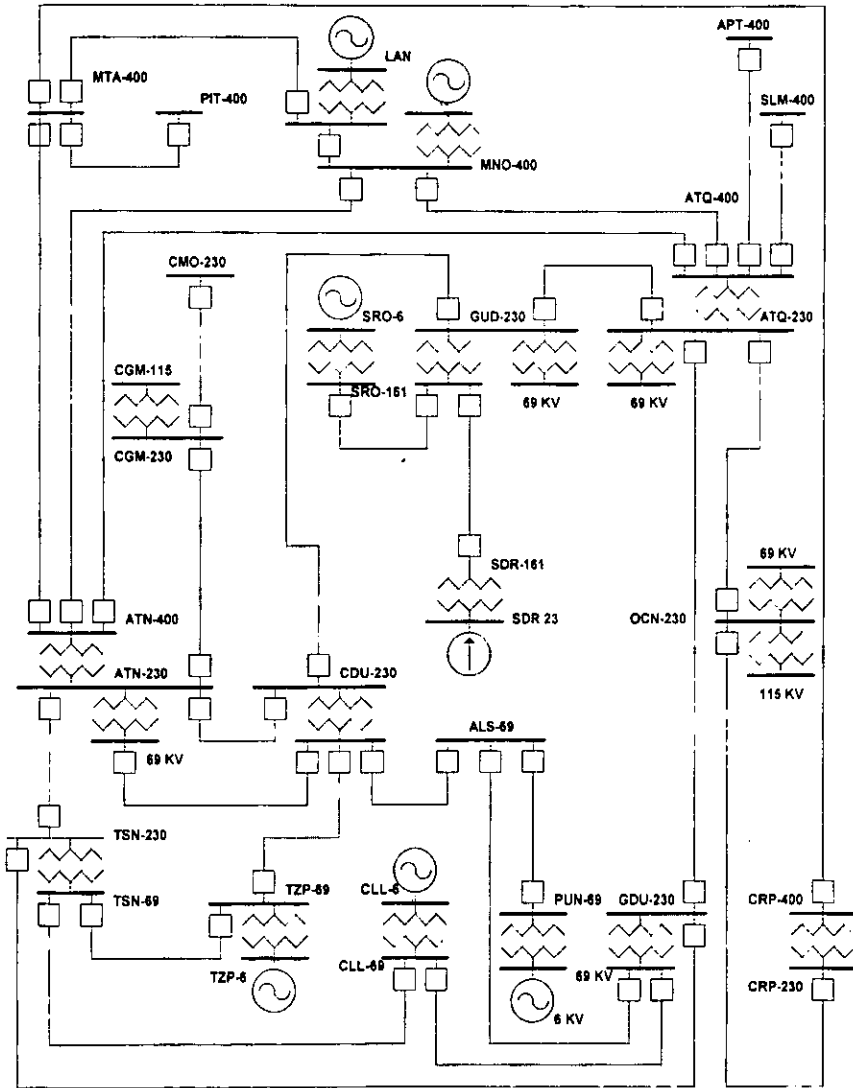 APT-400
LAN
MTA-400
PIT-400
SLM-400
MNO-400
ATQ-400
CMO-230
SRO-6
GUD-230
ATQ-230
CGM-115
SRO-161
69 KV
69 KV
CGM-230
SDR-161
69 KV
SDR 23
OCN-230
ATN-400
ATN-230
CDU-230
115 KV
ALS-69
69 KV
TSN-230
TZP-69
CLL-6
PUN-69
GDU-230
CRP-400
TSN-69
CLL-69
TZP-6
69 KV
CRP-230
6 KV